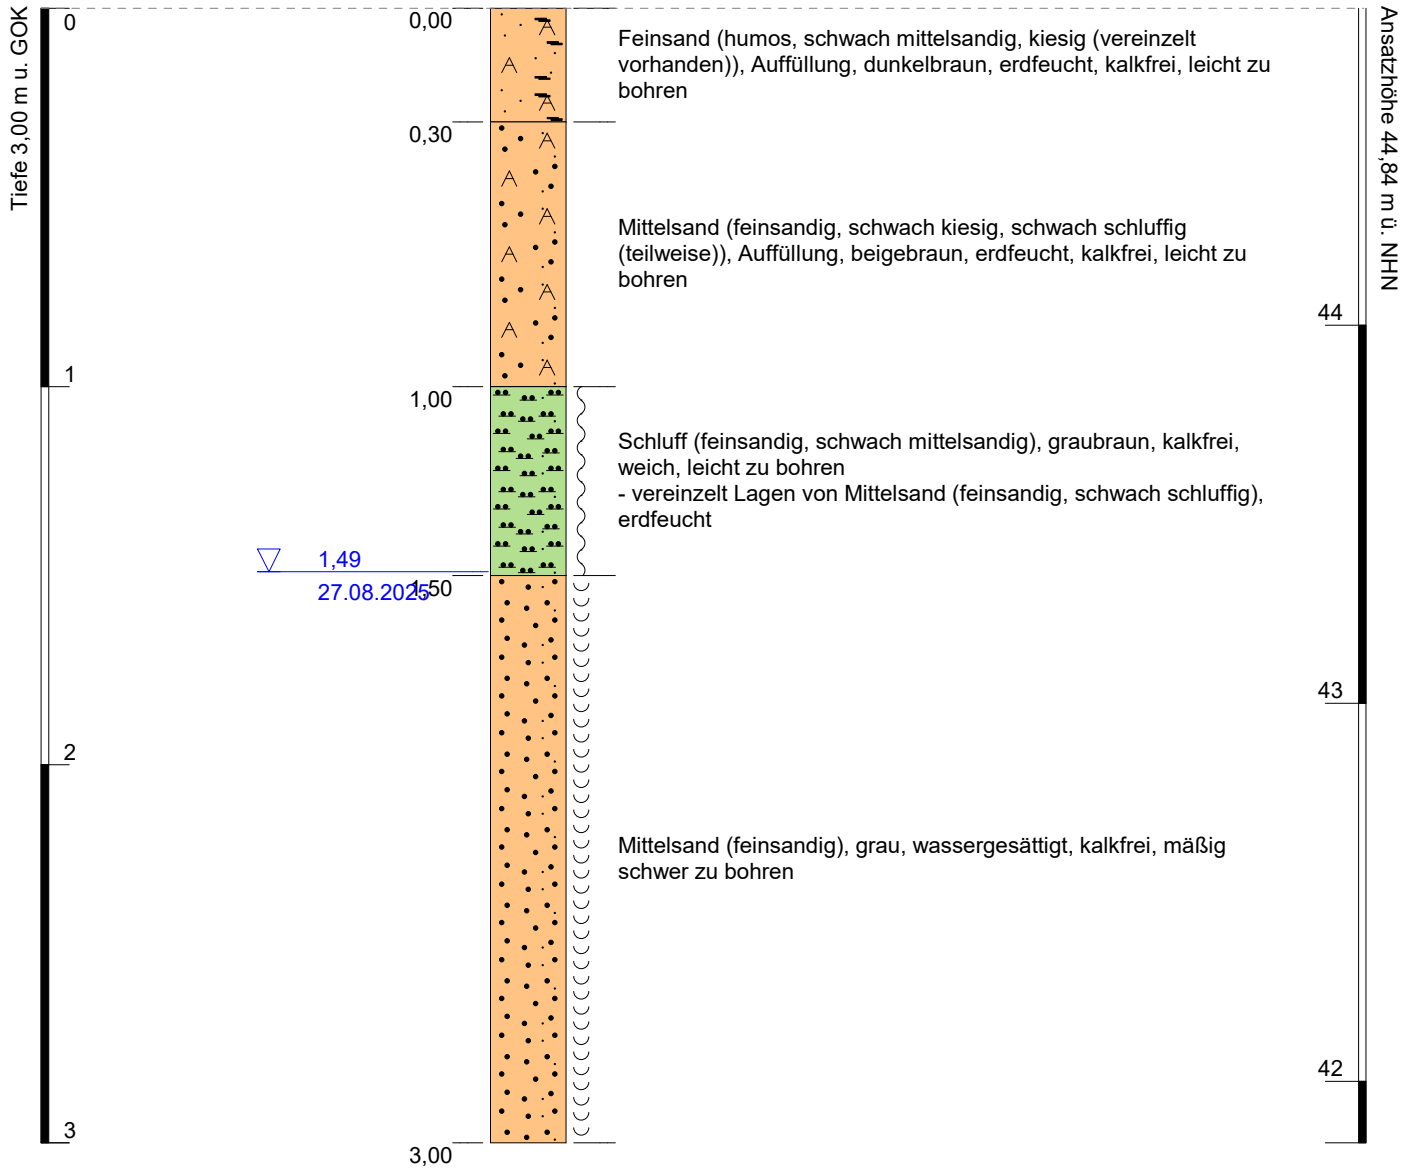 Tiefe 3,00 m u. GOK
Ansatzhöhe 44,84 m ü. NHN
0
0,00
Feinsand (humos, schwach mittelsandig, kiesig (vereinzelt
vorhanden)), Auffüllung, dunkelbraun, erdfeucht, kalkfrei, leicht zu
bohren
0,30
Mittelsand (feinsandig, schwach kiesig, schwach schluffig
(teilweise)), Auffüllung, beigebraun, erdfeucht, kalkfrei, leicht zu
bohren
44
1
1,00
Schluff (feinsandig, schwach mittelsandig), graubraun, kalkfrei,
weich, leicht zu bohren
- vereinzelt Lagen von Mittelsand (feinsandig, schwach schluffig),
erdfeucht
1,49
27.08.2025
1,50
43
2
Mittelsand (feinsandig), grau, wassergesättigt, kalkfrei, mäßig
schwer zu bohren
42
3
3,00